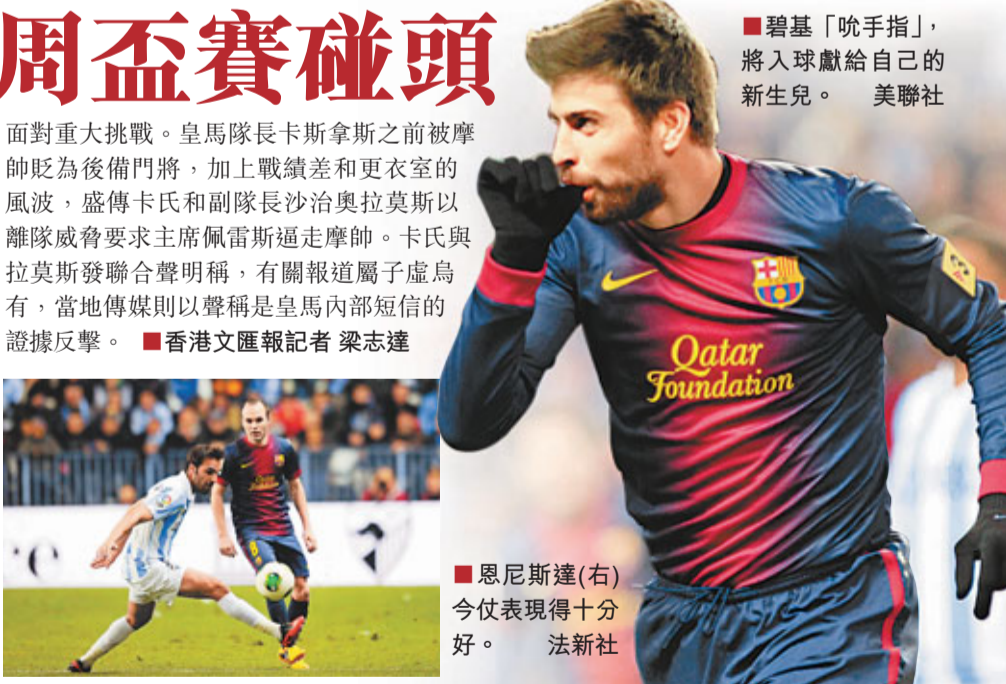 周盃賽碰頭
面對重大挑戰。皇馬隊長卡斯拿斯之前被摩
帥貶為後備門將，加上戰績差和更衣室的
風波，盛傳卡氏和副隊長沙治奧拉莫斯以
離隊威脅要求主席佩雷斯逼走摩帥。卡氏與
拉莫斯發聯合聲明稱，有關報道屬子虛烏
有，當地傳媒則以聲稱是皇馬內部短信的
證據反擊。 ■香港文匯報記者 梁志達
■碧基「吮手指」，
將入球獻給自己的
新生兒。 美聯社
Qatar
Foundation
■恩尼斯達(右)
今仗表現得十分
好。 法新社
8